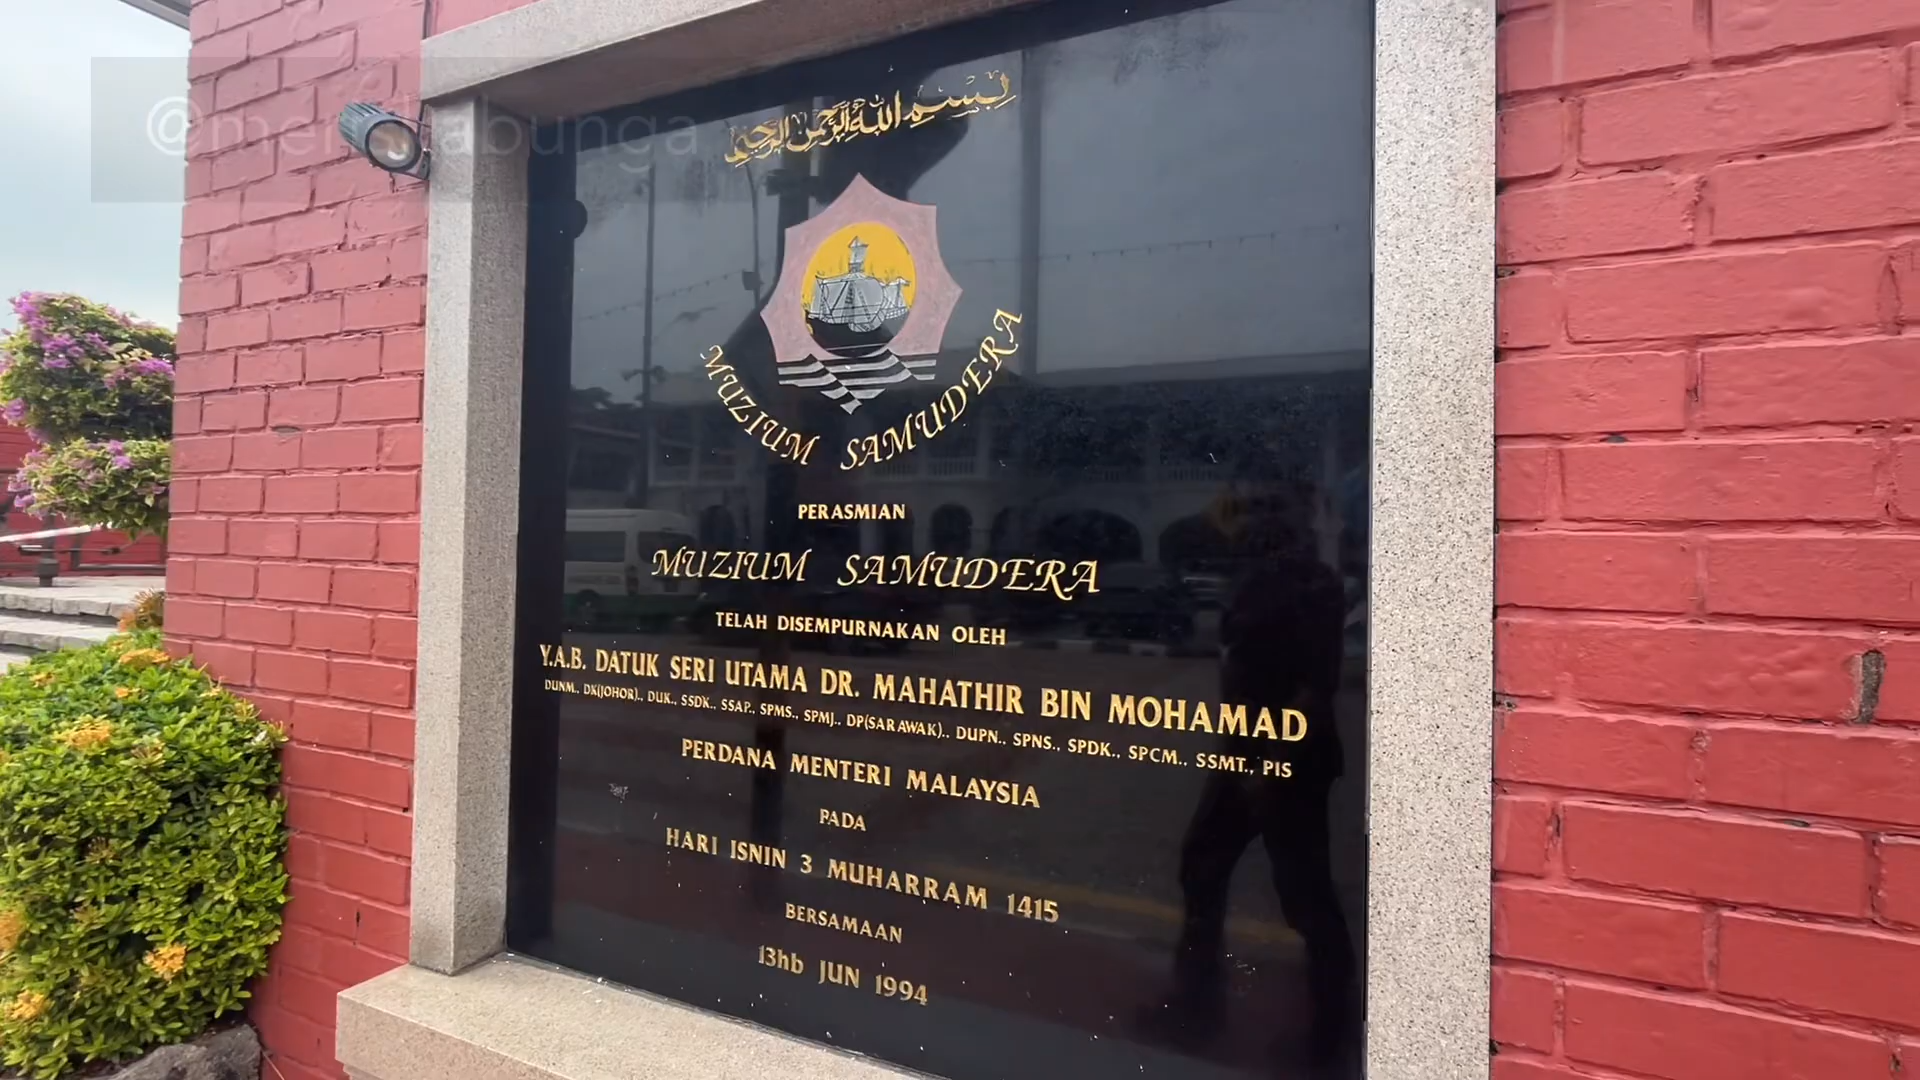 بسم الله الرحمن الرحيم
MUZIUM SAMUDERA
PERASMIAN
MUZIUM SAMUDERA
TELAH DISEMPURNAKAN OLEH
Y.A.B. DATUK SERI UTAMA DR. MAHATHIR BIN MOHAMAD
DUNM., DK(JOHOR)., DUK., SSDK., SSAP., SPMS., SPMJ., DP(SARAWAK)., DUPN., SPNS., SPDK., SPCM., SSMT., PIS
PERDANA MENTERI MALAYSIA
PADA
HARI ISNIN 3 MUHARRAM 1415
BERSAMAAN
13hb JUN 1994